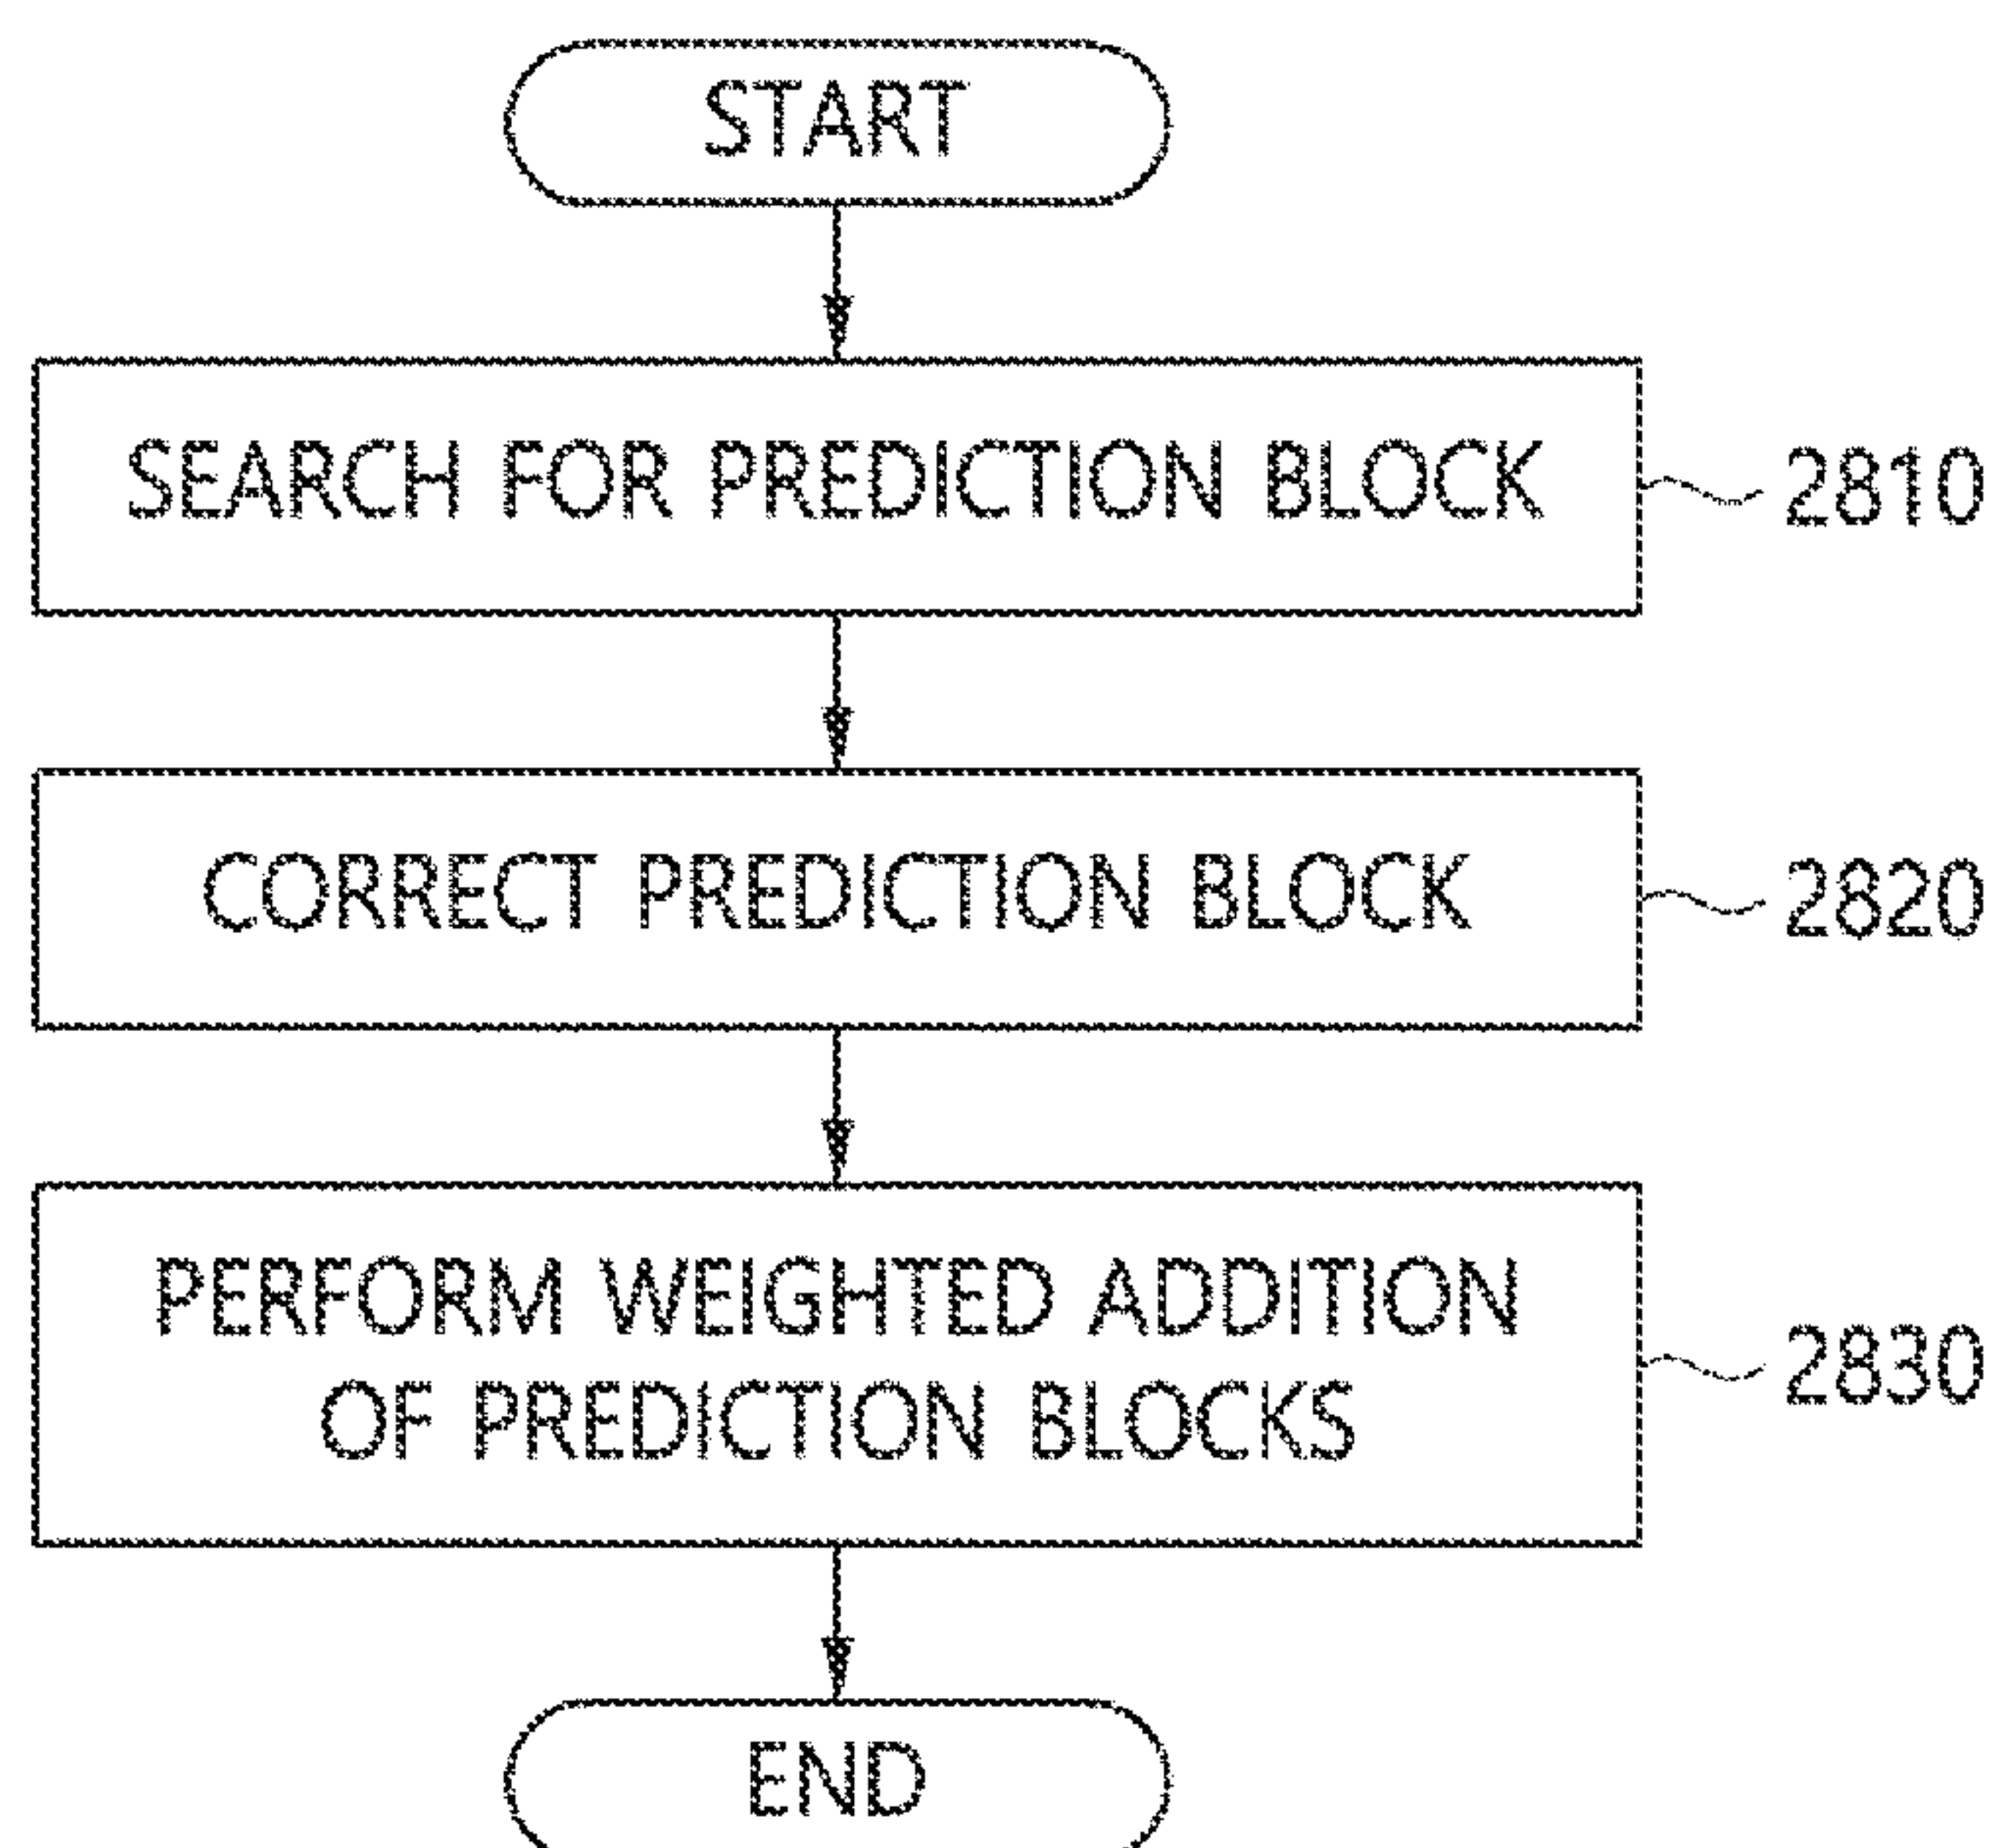 START
SEARCH FOR PREDICTION BLOCK
2810
CORRECT PREDICTION BLOCK
2820
PERFORM WEIGHTED ADDITION
OF PREDICTION BLOCKS
2830
END